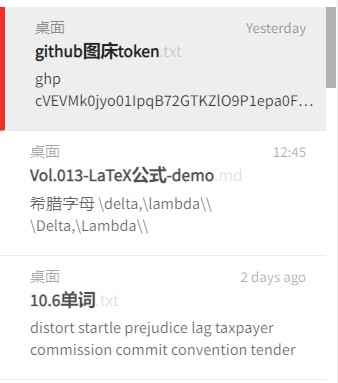 桌面 Yesterday
github图床token.txt
ghp
cVEVMk0jyo01IpqB72GTKZlO9P1epa0F…
桌面 12:45
Vol.013-LaTeX公式-demo.md
希腊字母 \delta,\lambda\\
\Delta,\Lambda\\
桌面 2 days ago
10.6单词.txt
distort startle prejudice lag taxpayer
commission commit convention tender